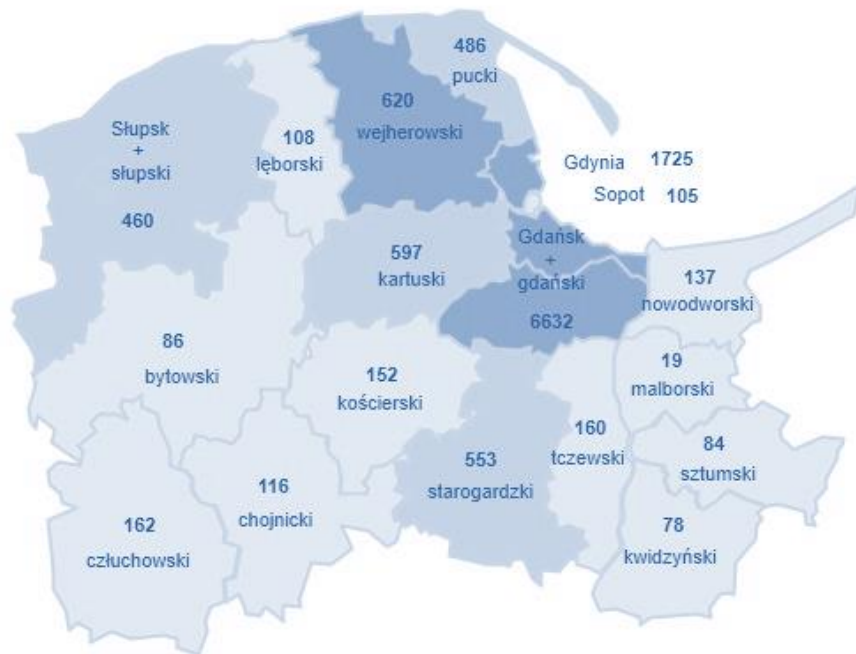 486
pucki
620
wejherowski
108
lęborski
Słupsk
+
słupski
460
Gdynia 1725
Sopot 105
597
kartuski
Gdańsk
+
gdański
6632
137
nowodworski
86
bytowski
152
kościerski
19
malborski
160
tczewski
84
sztumski
553
starogardzki
116
chojnicki
162
człuchowski
78
kwidzyński